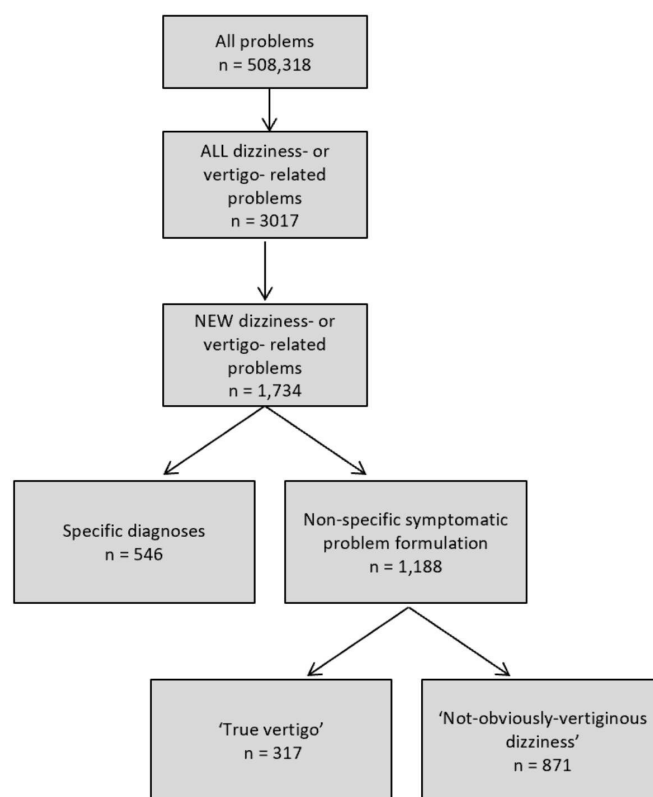 All problems
n = 508,318
ALL dizziness- or
vertigo- related
problems
n = 3017
NEW dizziness- or
vertigo- related
problems
n = 1,734
Specific diagnoses
n = 546
Non-specific symptomatic
problem formulation
n = 1,188
‘True vertigo’
n = 317
‘Not-obviously-vertiginous
dizziness’
n = 871